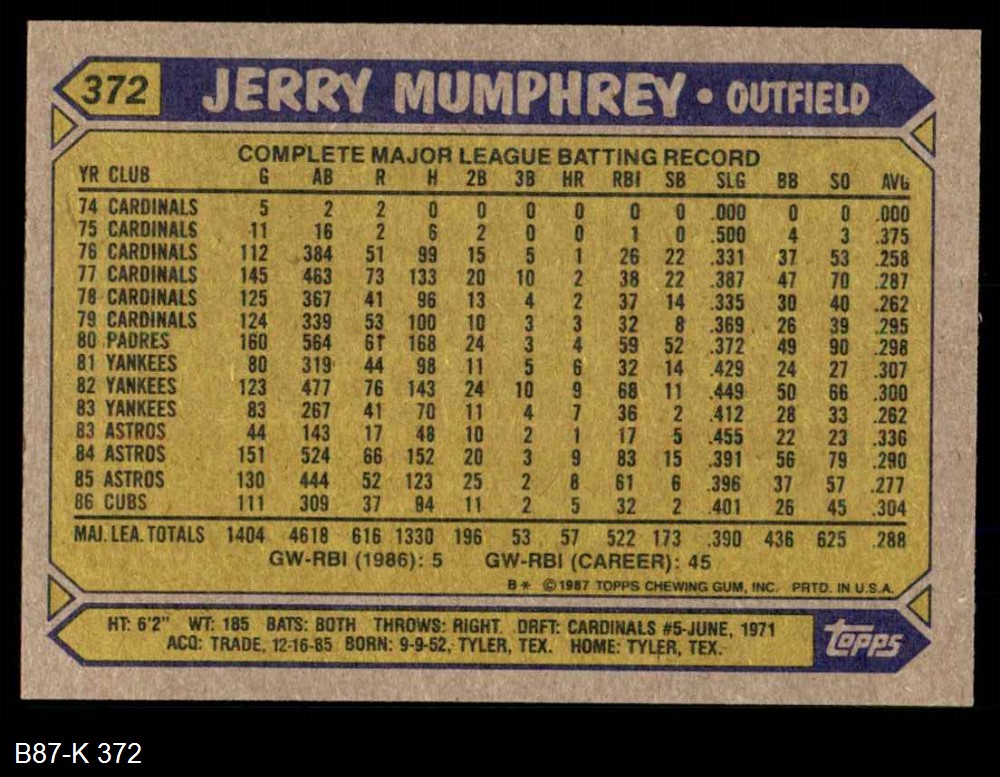 372 JERRY MUMPHREY • OUTFIELD
COMPLETE MAJOR LEAGUE BATTING RECORD
YR CLUB G AB R H 2B 3B HR RBI SB SLG BB SO AVG
74 CARDINALS 5 2 2 0 0 0 0 0 0 .000 0 0 .000
75 CARDINALS 11 16 2 6 2 0 0 1 0 .500 4 3 .375
76 CARDINALS 112 384 51 99 15 5 1 26 22 .331 37 53 .258
77 CARDINALS 145 463 73 133 20 10 2 38 22 .387 47 70 .287
78 CARDINALS 125 367 41 96 13 4 2 37 14 .335 30 40 .262
79 CARDINALS 124 339 53 100 10 3 3 32 8 .369 26 39 .295
80 PADRES 160 564 61 168 24 3 4 59 52 .372 49 90 .298
81 YANKEES 80 319 44 98 11 5 6 32 14 .429 24 27 .307
82 YANKEES 123 477 76 143 24 10 9 68 11 .449 50 66 .300
83 YANKEES 83 267 41 70 11 4 7 36 2 .412 28 33 .262
83 ASTROS 44 143 17 48 10 2 1 17 5 .455 22 23 .336
84 ASTROS 151 524 66 152 20 3 9 83 15 .391 56 79 .290
85 ASTROS 130 444 52 123 25 2 8 61 6 .396 37 57 .277
86 CUBS 111 309 37 94 11 2 5 32 2 .401 26 45 .304
MAJ. LEA. TOTALS 1404 4618 616 1330 196 53 57 522 173 .390 436 625 .288
GW-RBI (1986): 5 GW-RBI (CAREER): 45
B* ©1987 TOPPS CHEWING GUM, INC. PRTD. IN U.S.A.
HT: 6'2" WT: 185 BATS: BOTH THROWS: RIGHT DRFT: CARDINALS #5-JUNE, 1971
ACQ: TRADE, 12-16-85 BORN: 9-9-52, TYLER, TEX. HOME: TYLER, TEX.
topps
B87-K 372